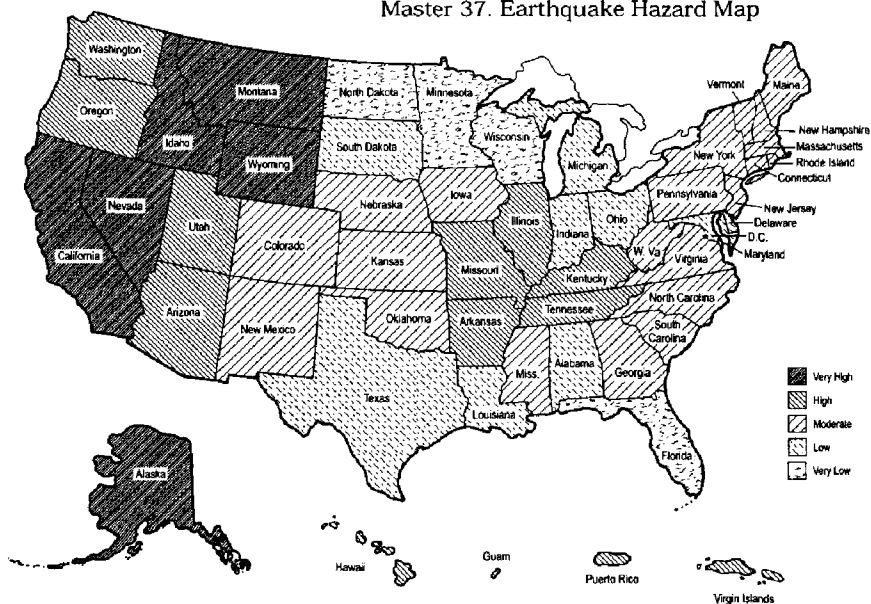 Master 37. Earthquake Hazard Map
Washington
Montana
North Dakota
Minnesota
Vermont
Maine
Oregon
Idaho
South Dakota
Wisconsin
Michigan
New York
New Hampshire
Massachusetts
Rhode Island
Connecticut
Wyoming
Nebraska
Iowa
Pennsylvania
New Jersey
Nevada
Utah
Colorado
Illinois
Indiana
Ohio
Delaware
D.C.
Maryland
California
Kansas
Missouri
Kentucky
W. Va
Virginia
Arizona
New Mexico
Oklahoma
Arkansas
Tennessee
North Carolina
South
Carolina
Texas
Louisiana
Miss.
Alabama
Georgia
Florida
Very High
High
Moderate
Low
Very Low
Alaska
Hawaii
Guam
Puerto Rico
Virgin Islands